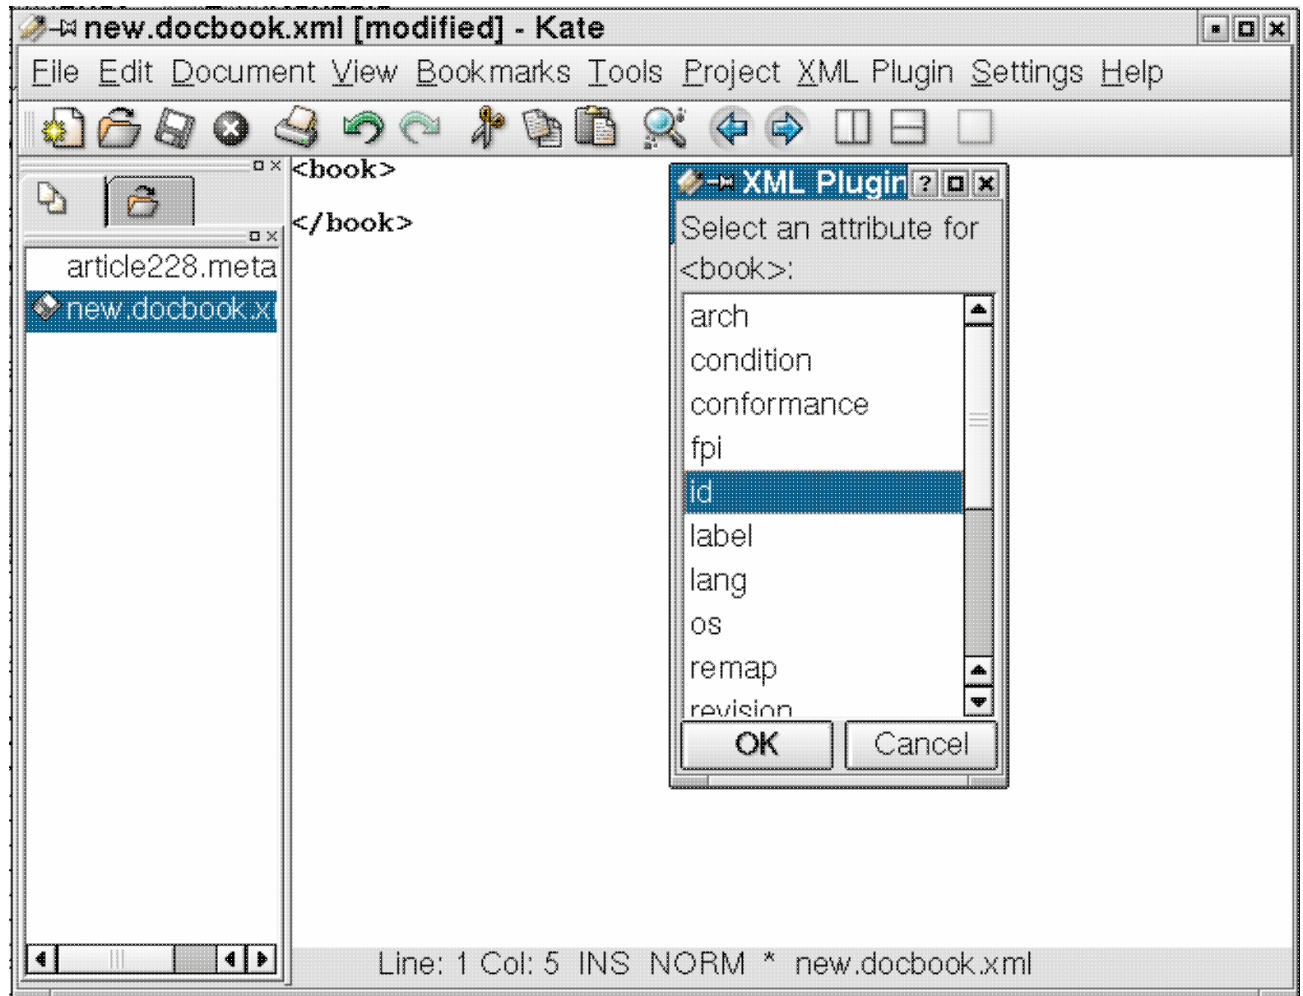 new.docbook.xml [modified] - Kate
File Edit Document View Bookmarks Tools Project XML Plugin Settings Help
article228.meta
new.docbook.x
<book>
</book>
XML Plugin
Select an attribute for
<book>:
arch
condition
conformance
fpi
id
label
lang
os
remap
revision
OK Cancel
Line: 1 Col: 5 INS NORM * new.docbook.xml